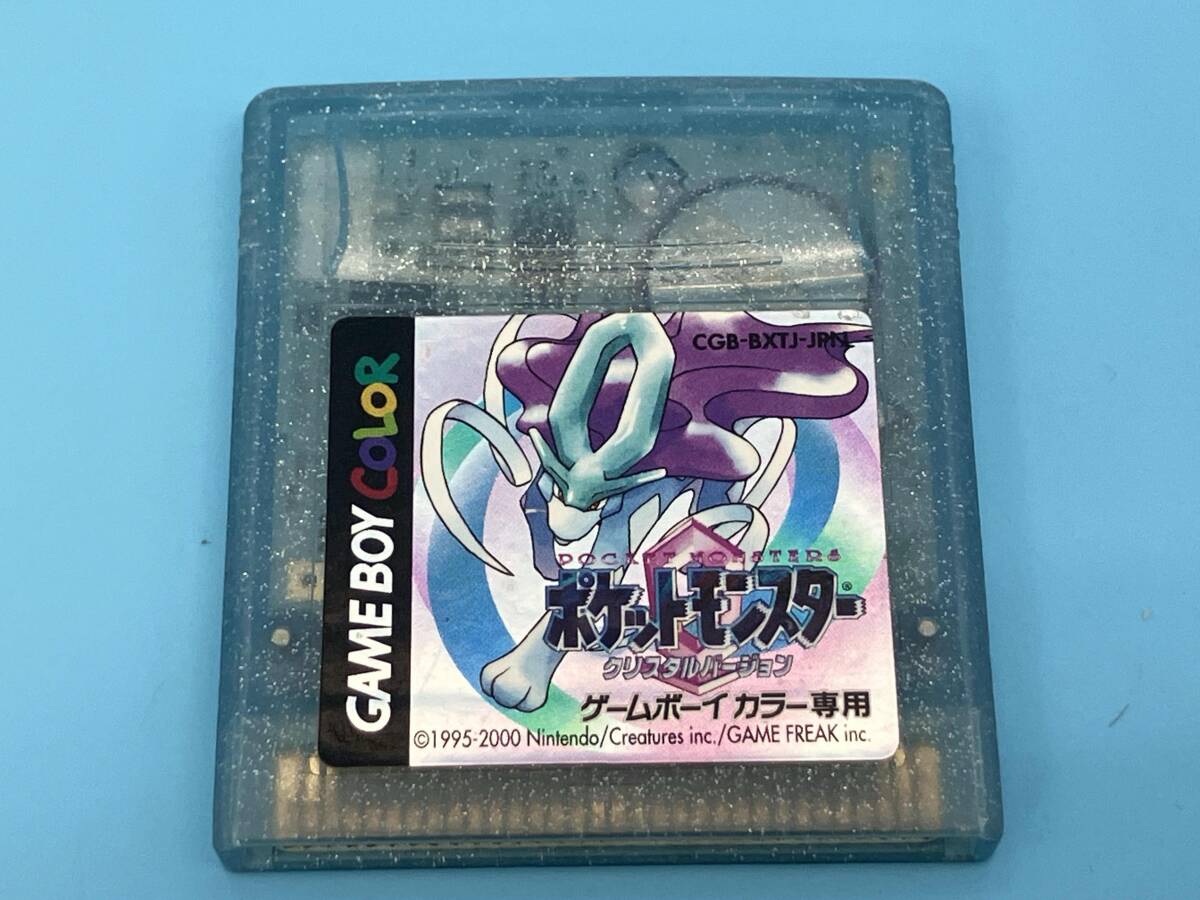 GAME BOY COLOR
CGB-BXTJ-JPN
POCKET MONSTERS
ポケットモンスター®
クリスタルバージョン
ゲームボーイ カラー専用
©1995-2000 Nintendo/Creatures inc./GAME FREAK inc.